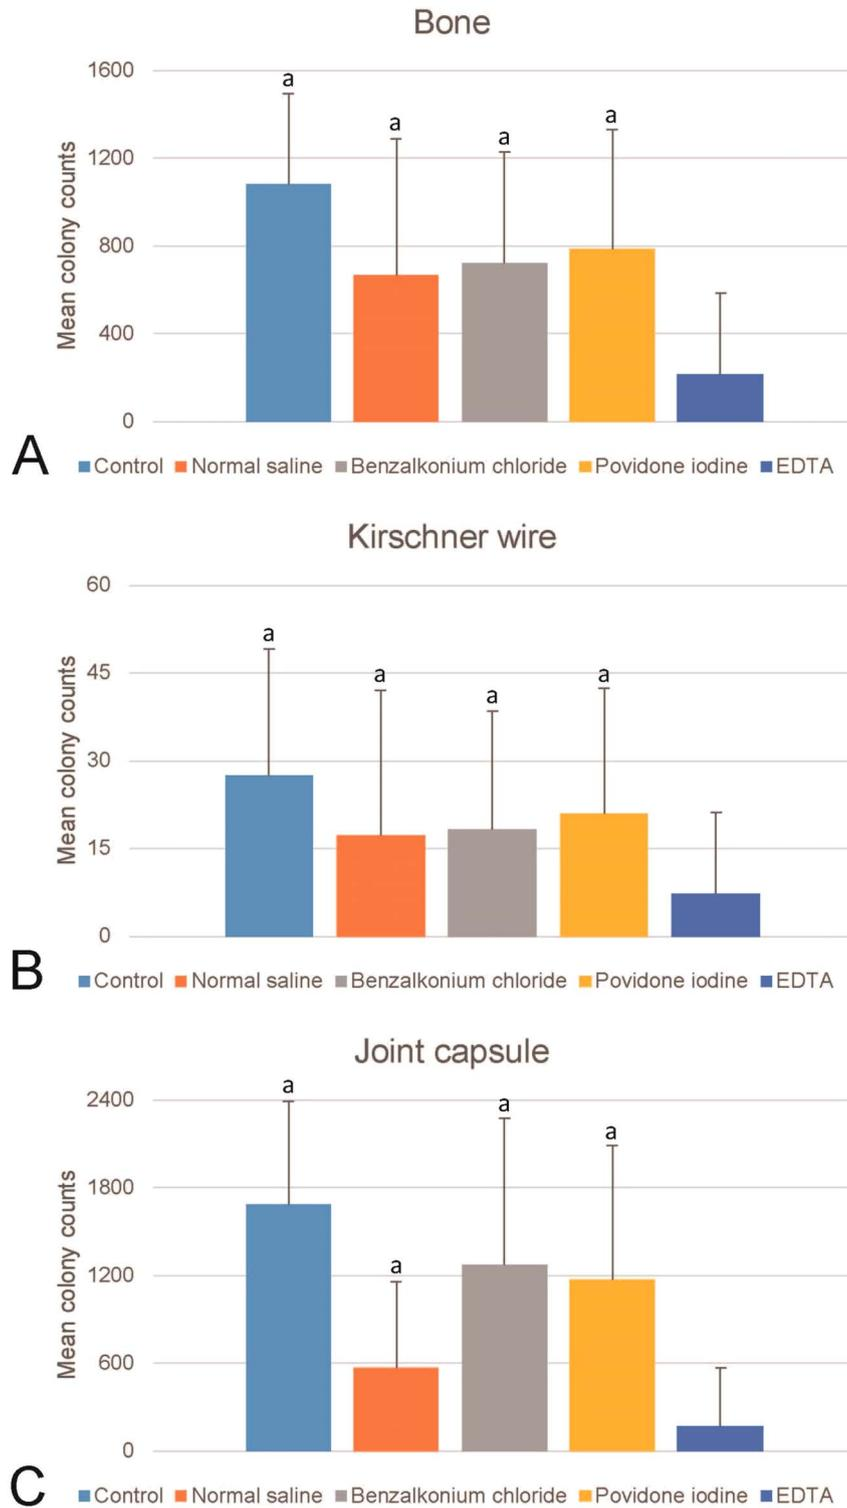 Bone
1600
1200
800
400
0
Mean colony counts
a
a
a
a
A
Control Normal saline Benzalkonium chloride Povidone iodine EDTA
Kirschner wire
60
45
30
15
0
Mean colony counts
a
a
a
a
B
Control Normal saline Benzalkonium chloride Povidone iodine EDTA
Joint capsule
2400
1800
1200
600
0
Mean colony counts
a
a
a
a
C
Control Normal saline Benzalkonium chloride Povidone iodine EDTA